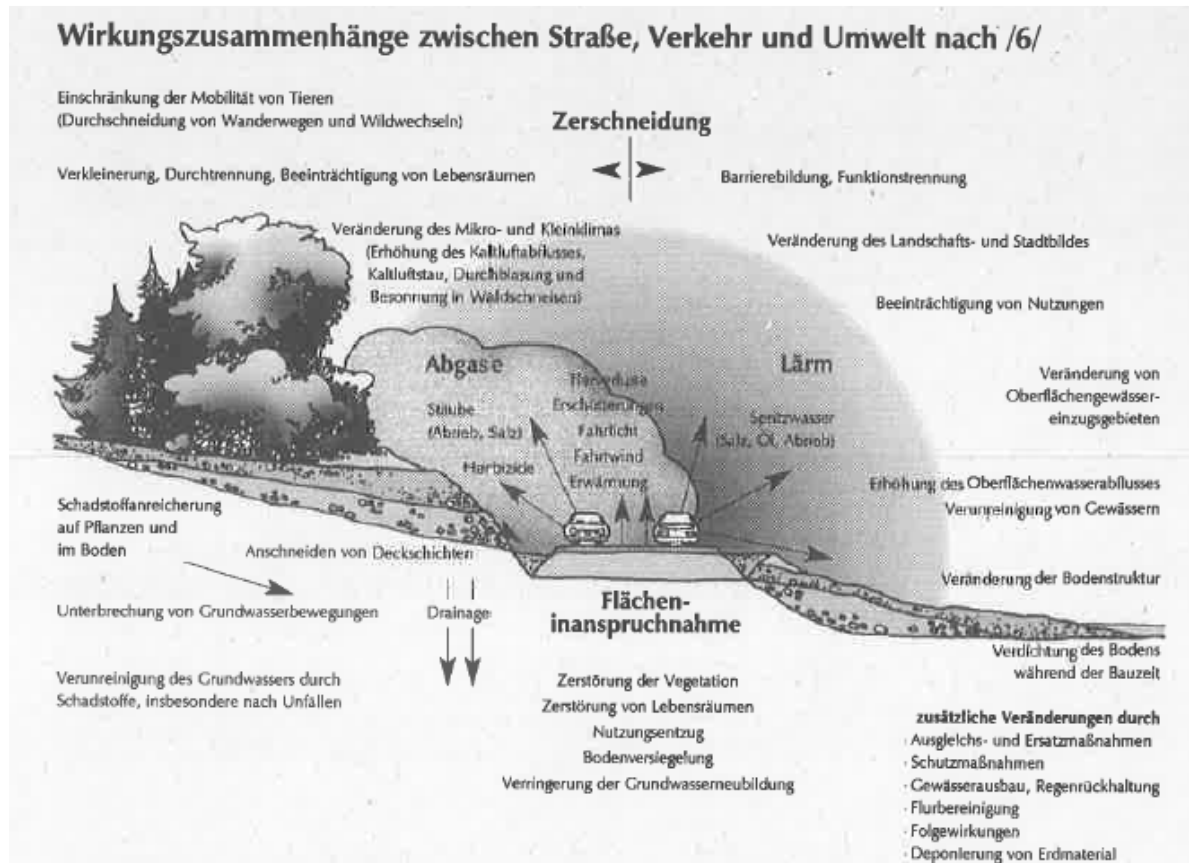 Wirkungszusammenhänge zwischen Straße, Verkehr und Umwelt nach /6/
Einschränkung der Mobilität von Tieren
(Durchschneidung von Wanderwegen und Wildwechseln)
Zerschneidung
Verkleinerung, Durchtrennung, Beeinträchtigung von Lebensräumen
Barrierebildung, Funktionstrennung
Veränderung des Mikro- und Kleinklimas
(Erhöhung des Kaltluftabflusses,
Kaltluftstau, Durchblasung und
Besonnung in Waldschneisen)
Veränderung des Landschafts- und Stadtbildes
Beeinträchtigung von Nutzungen
Abgase
Lärm
Veränderung von
Oberflächengewässer-
einzugsgebieten
Stäube
(Abrieb, Salz)
Herbizide
Tierverluste
Erschütterungen
Fahrlicht
Fahrtwind
Erwärmung
Spritzwasser
(Salz, Öl, Abrieb)
Erhöhung des Oberflächenwasserabflusses
Verunreinigung von Gewässern
Schadstoffanreicherung
auf Pflanzen und
im Boden
Anschneiden von Deckschichten
Veränderung der Bodenstruktur
Unterbrechung von Grundwasserbewegungen
Drainage
Flächen-
inanspruchnahme
Verdichtung des Bodens
während der Bauzeit
Verunreinigung des Grundwassers durch
Schadstoffe, insbesondere nach Unfällen
Zerstörung der Vegetation
Zerstörung von Lebensräumen
Nutzungsentzug
Bodenversiegelung
Verringerung der Grundwasserneubildung
zusätzliche Veränderungen durch
· Ausgleichs- und Ersatzmaßnahmen
· Schutzmaßnahmen
· Gewässerausbau, Regenrückhaltung
· Flurbereinigung
· Folgewirkungen
· Deponierung von Erdmaterial